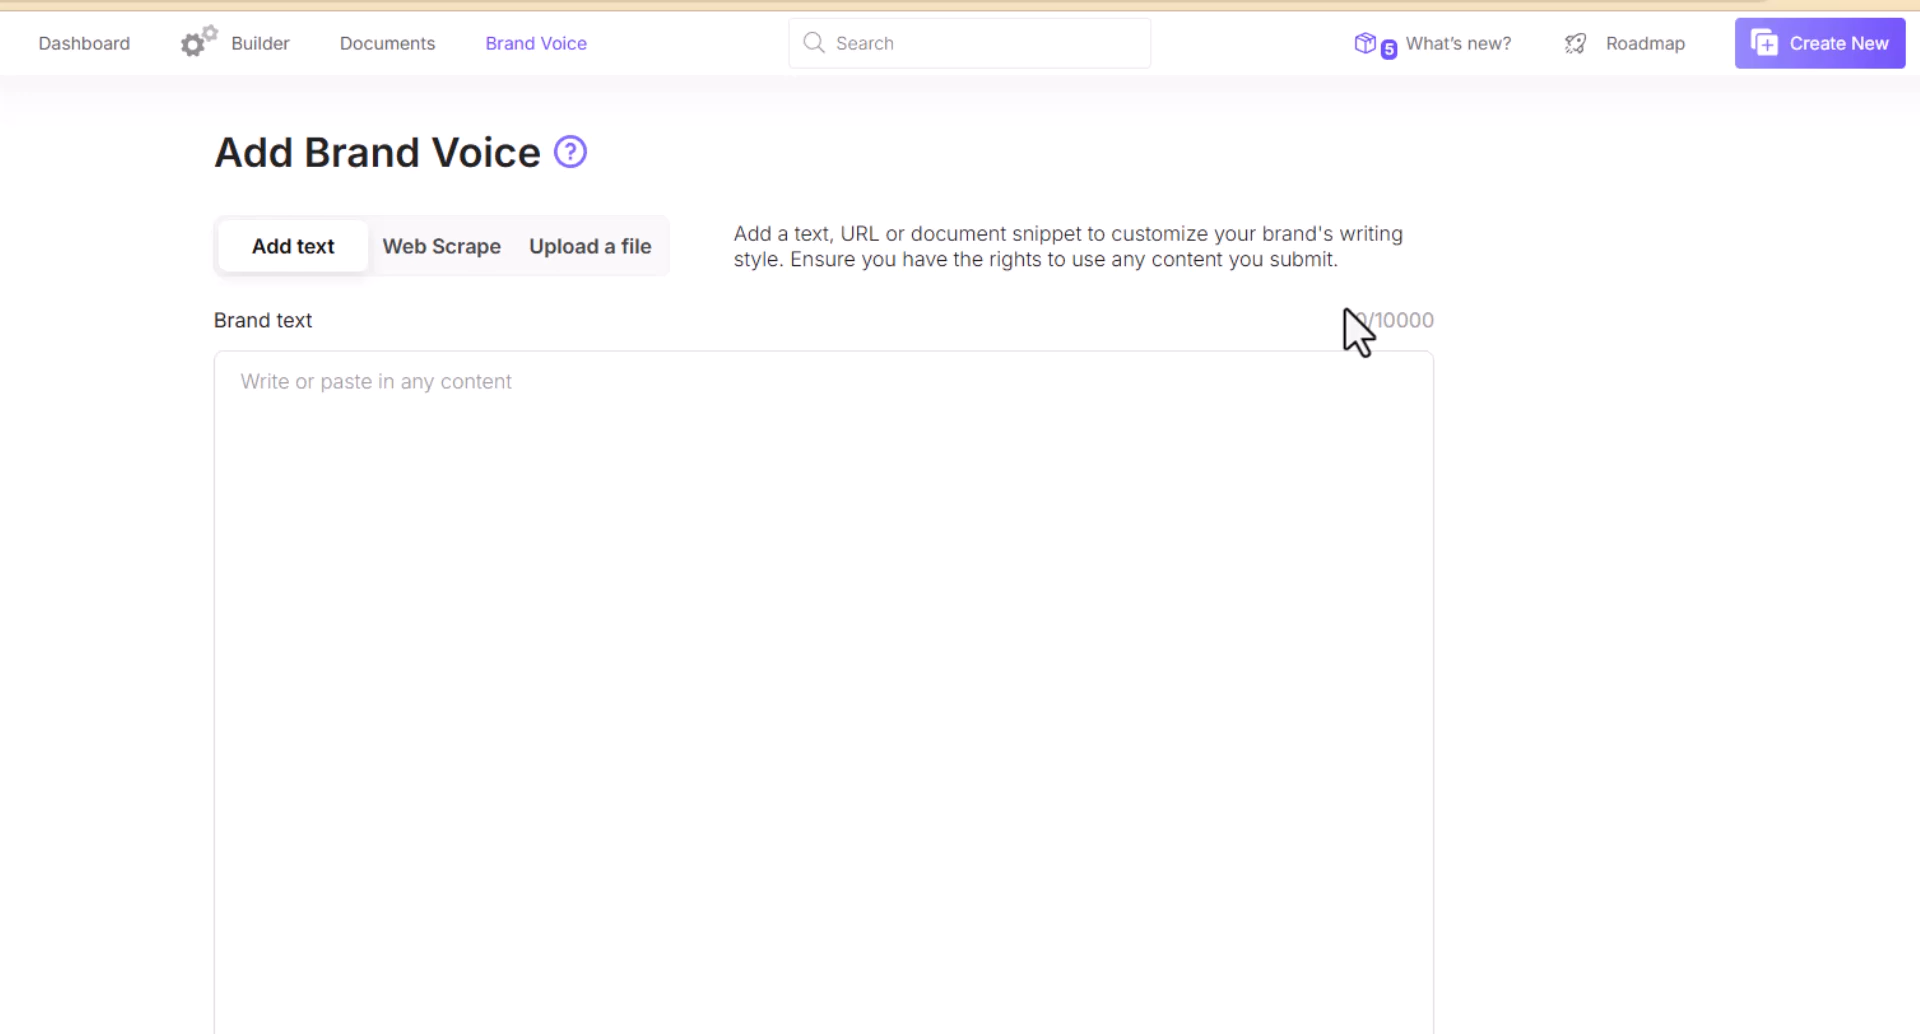 Dashboard Builder Documents Brand Voice Search 5 What's new? Roadmap Create New
Add Brand Voice ?
Add text Web Scrape Upload a file
Add a text, URL or document snippet to customize your brand's writing
style. Ensure you have the rights to use any content you submit.
Brand text /10000
Write or paste in any content